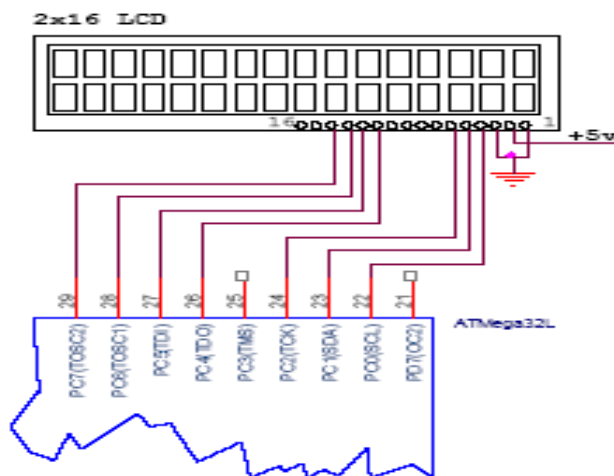 2x16 LCD
16 1
+5v
29 28 27 26 25 24 23 22 21
ATMega32L
PC7(TOSC2)
PC6(TOSC1)
PC5(TDI)
PC4(TDO)
PC3(TMS)
PC2(TCK)
PC1(SDA)
PC0(SCL)
PD7(OC2)